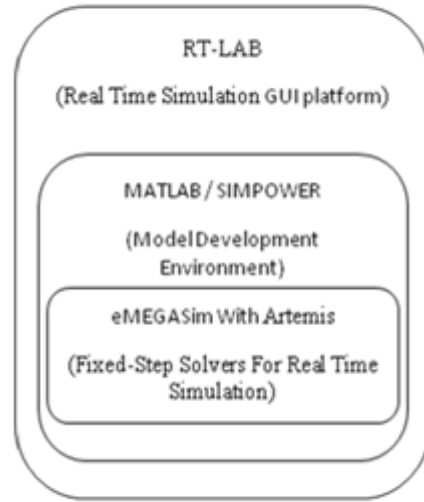 RT-LAB
(Real Time Simulation GUI platform)
MATLAB / SIMPOWER
(Model Development
Environment)
eMEGASim With Artemis
(Fixed-Step Solvers For Real Time
Simulation)